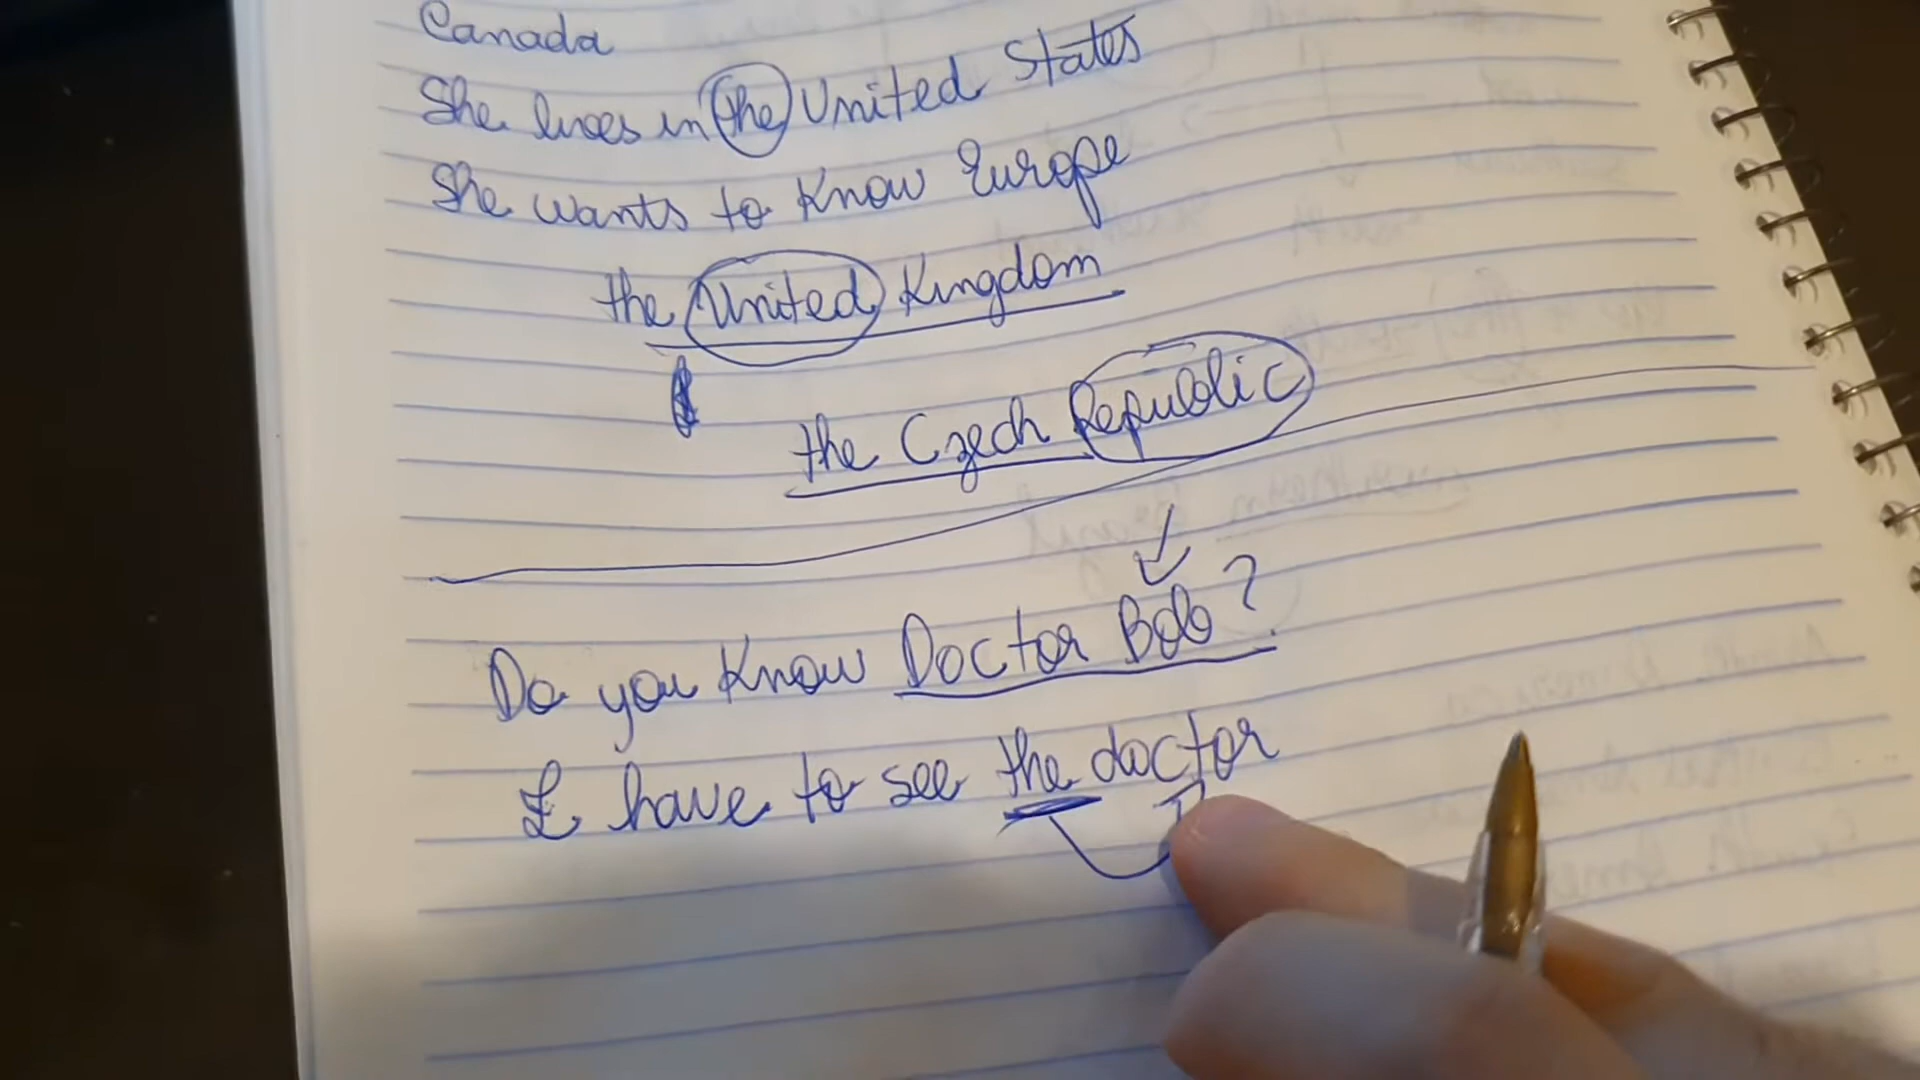 Canada
She lives in the United States
She wants to know Europe
the United Kingdom
the Czech Republic
Do you know Doctor Bob?
I have to see the doctor